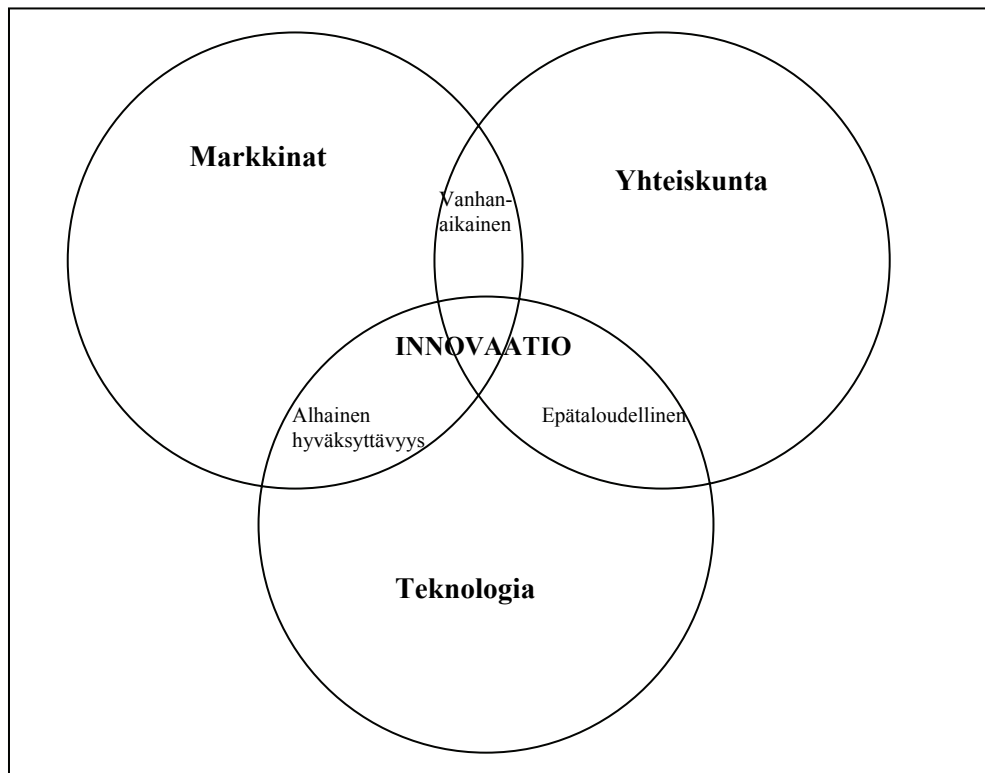 Markkinat
Yhteiskunta
Vanhan-
aikainen
INNOVAATIO
Alhainen
hyväksyttävyys
Epätaloudellinen
Teknologia